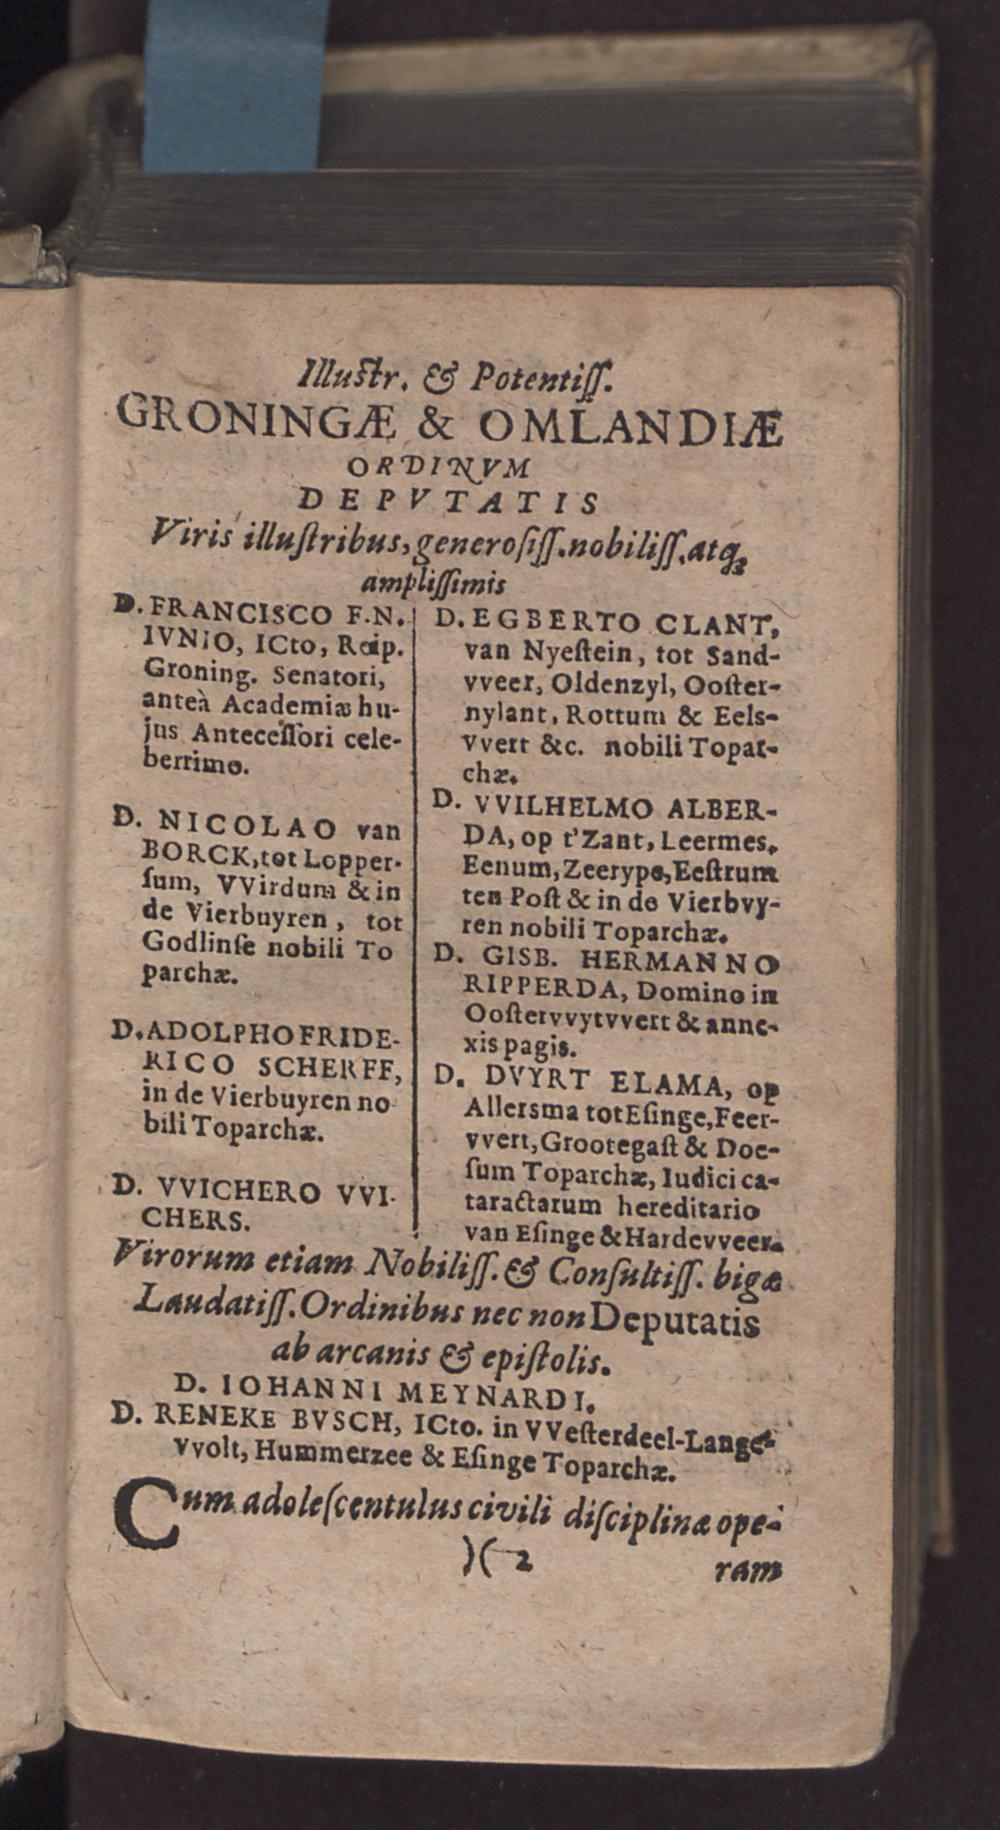 Illuſtr. & Potentiſſ.
GRONINGÆ & OMLANDIÆ
ORDINVM
DEPVTATIS
Viris illuſtribus, generoſiſſ. nobiliſſ. atq;
ampliſſimis
D. FRANCISCO F.N.
IVNIO, ICto, Reip.
Groning. Senatori,
anteà Academiæ hu-
jus Anteceſſori cele-
berrimo.
D. NICOLAO van
BORCK, tot Lopper-
ſum, VVirdum & in
de Vierbuyren, tot
Godlinſe nobili To
parchæ.
D. ADOLPHO FRIDE-
RICO SCHERFF,
in de Vierbuyren no
bili Toparchæ.
D. VVICHERO VVI-
CHERS.
D. EGBERTO CLANT,
van Nyeſtein, tot Sand-
vveer, Oldenzyl, Ooſter-
nylant, Rottum & Eels-
vvert &c. nobili Topar-
chæ.
D. VVILHELMO ALBER-
DA, op t'Zant, Leermes,
Eenum, Zeerype, Eeſtrum
ten Poſt & in de Vierbvy-
ren nobili Toparchæ.
D. GISB. HERMANNO
RIPPERDA, Domino in
Ooſtervvytvvert & anne-
xis pagis.
D. DVYRT ELAMA, op
Allersma tot Eſinge, Feer-
vvert, Grootegaſt & Doe-
ſum Toparchæ, Iudici ca-
taractarum hereditario
van Eſinge & Hardevveer.
Virorum etiam Nobiliſſ. & Conſultiſſ. bigæ
Laudatiſſ. Ordinibus nec non Deputatis
ab arcanis & epiſtolis.
D. IOHANNI MEYNARDI.
D. RENEKE BVSCH, ICto. in VVeſterdeel-Lange-
vvolt, Hummerzee & Eſinge Toparchæ.
Cum adoleſcentulus civili diſciplinæ ope-
)( 2
ram